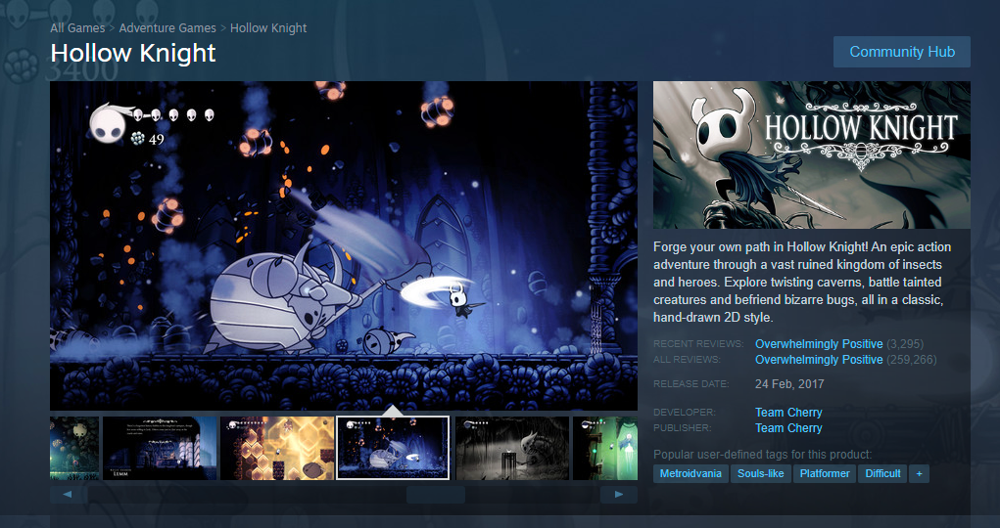 All Games > Adventure Games > Hollow Knight
Hollow Knight
Community Hub
3400
49
HOLLOW KNIGHT
Forge your own path in Hollow Knight! An epic action
adventure through a vast ruined kingdom of insects
and heroes. Explore twisting caverns, battle tainted
creatures and befriend bizarre bugs, all in a classic,
hand-drawn 2D style.
RECENT REVIEWS: Overwhelmingly Positive (3,295)
ALL REVIEWS: Overwhelmingly Positive (259,266)
RELEASE DATE: 24 Feb, 2017
DEVELOPER: Team Cherry
PUBLISHER: Team Cherry
Popular user-defined tags for this product:
Metroidvania Souls-like Platformer Difficult +
LEMM